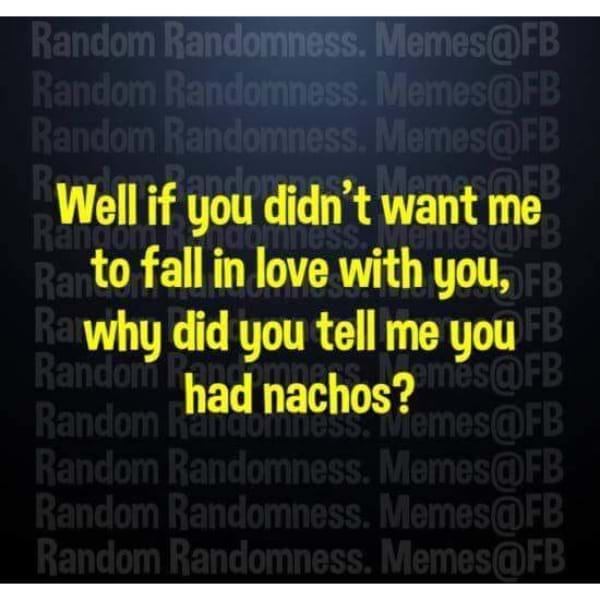 Random Randomness. Memes@FB
Random Randomness. Memes@FB
Random Randomness. Memes@FB
Well if you didn't want me
to fall in love with you,
why did you tell me you
had nachos?
Random Randomness. Memes@FB
Random Randomness. Memes@FB
Random Randomness. Memes@FB
Random Randomness. Memes@FB